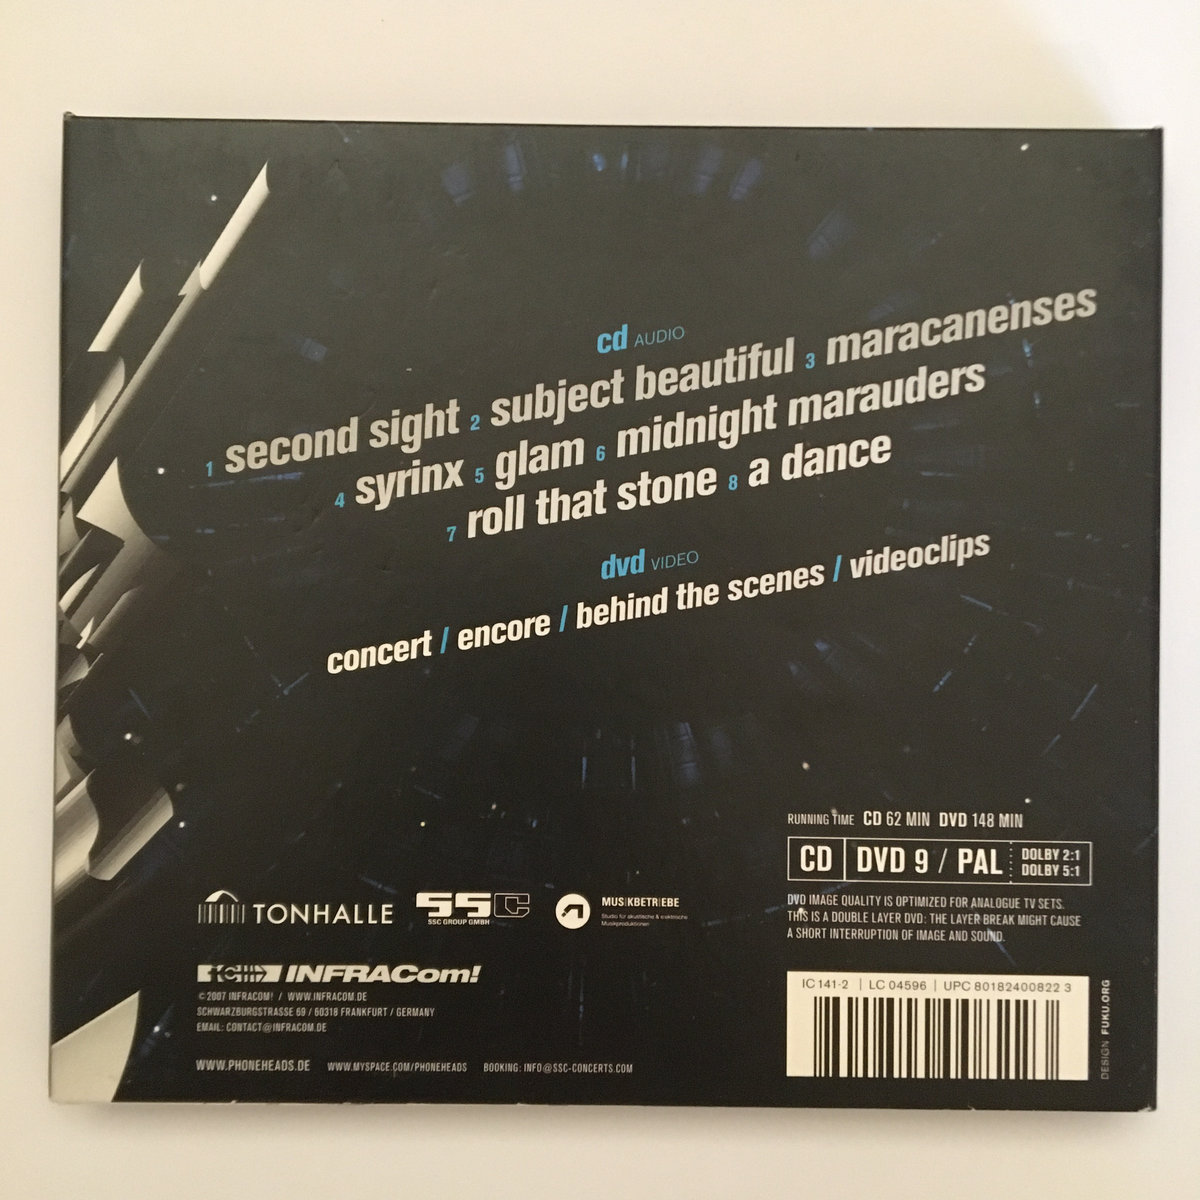 cd AUDIO
1 second sight 2 subject beautiful 3 maracanenses
4 syrinx 5 glam 6 midnight marauders
7 roll that stone 8 a dance
dvd VIDEO
concert / encore / behind the scenes / videoclips
RUNNING TIME CD 62 MIN DVD 148 MIN
CD DVD 9 / PAL DOLBY 2:1
DOLBY 5:1
DVD IMAGE QUALITY IS OPTIMIZED FOR ANALOGUE TV SETS.
THIS IS A DOUBLE LAYER DVD: THE LAYER BREAK MIGHT CAUSE
A SHORT INTERRUPTION OF IMAGE AND SOUND.
TONHALLE
SSC
SSC GROUP GMBH
MUSIKBETRIEBE
Studio für akustische & elektrische
Musikproduktionen
INFRACom!
© 2007 INFRACOM! / WWW.INFRACOM.DE
SCHWARZBURGSTRASSE 69 / 60318 FRANKFURT / GERMANY
EMAIL: CONTACT@INFRACOM.DE
WWW.PHONEHEADS.DE WWW.MYSPACE.COM/PHONEHEADS BOOKING: INFO@SSC-CONCERTS.COM
IC 141-2 | LC 04596 | UPC 80182400822 3
DESIGN FUKU.ORG